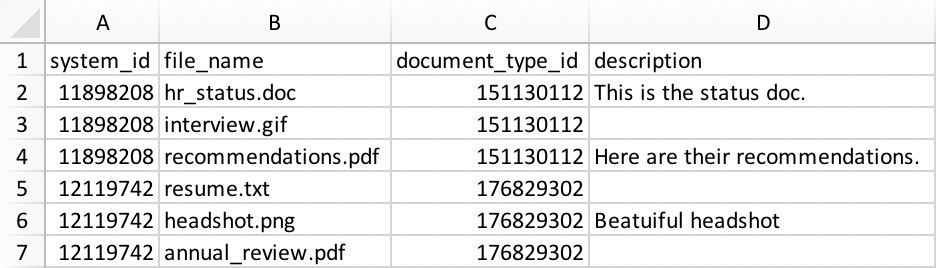 A B C D
1 system_id file_name document_type_id description
2 11898208 hr_status.doc 151130112 This is the status doc.
3 11898208 interview.gif 151130112
4 11898208 recommendations.pdf 151130112 Here are their recommendations.
5 12119742 resume.txt 176829302
6 12119742 headshot.png 176829302 Beatuiful headshot
7 12119742 annual_review.pdf 176829302